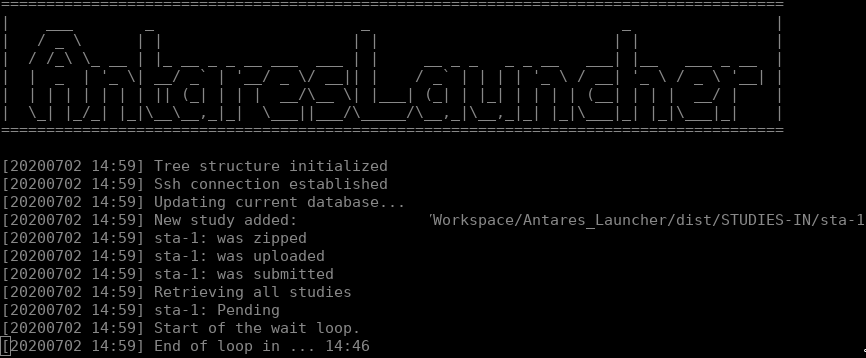 AntaresLauncher
[20200702 14:59] Tree structure initialized
[20200702 14:59] Ssh connection established
[20200702 14:59] Updating current database...
[20200702 14:59] New study added: Workspace/Antares_Launcher/dist/STUDIES-IN/sta-1
[20200702 14:59] sta-1: was zipped
[20200702 14:59] sta-1: was uploaded
[20200702 14:59] sta-1: was submitted
[20200702 14:59] Retrieving all studies
[20200702 14:59] sta-1: Pending
[20200702 14:59] Start of the wait loop.
[20200702 14:59] End of loop in ... 14:46